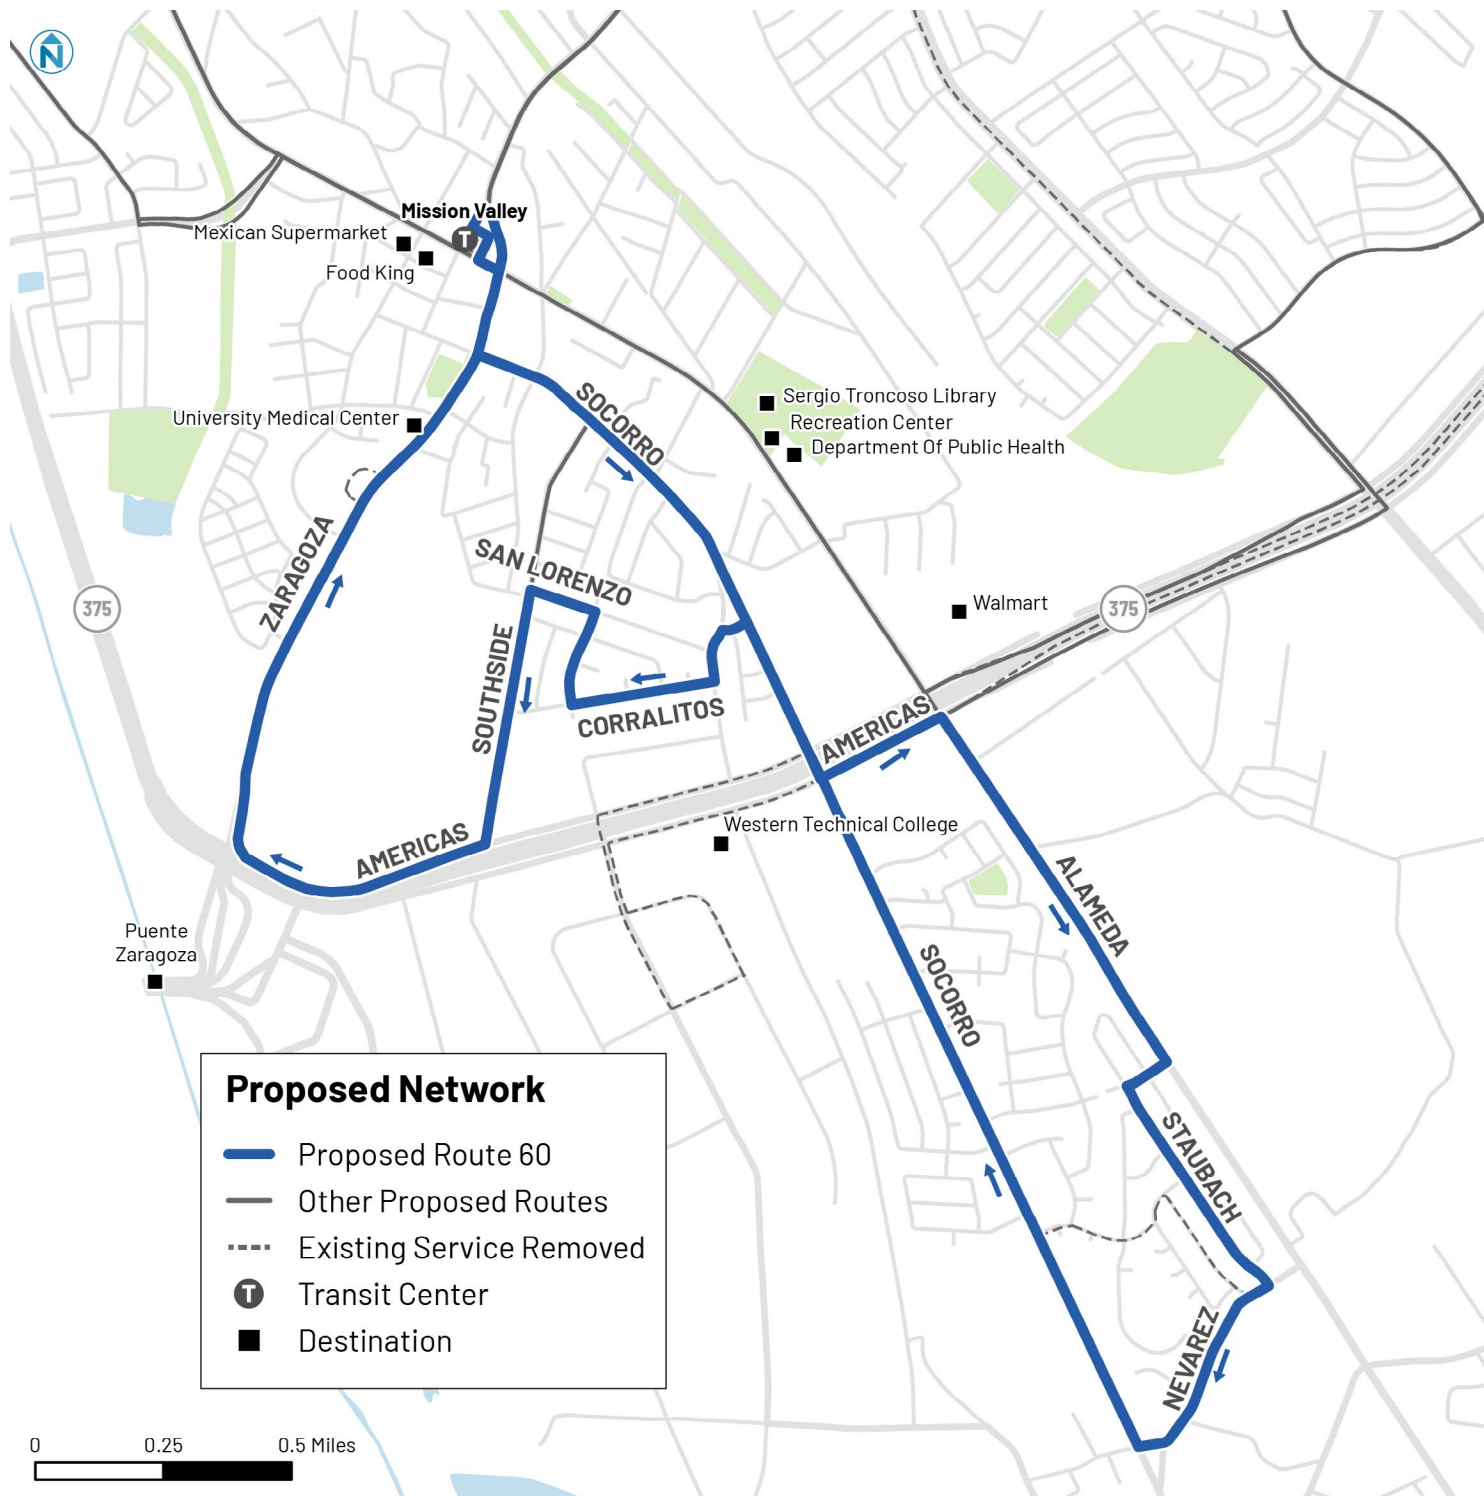 N
Mission Valley
T
Mexican Supermarket
Food King
University Medical Center
SOCORRO
Sergio Troncoso Library
Recreation Center
Department Of Public Health
ZARAGOZA
SAN LORENZO
375
Walmart
375
SOUTHSIDE
CORRALITOS
AMERICAS
Western Technical College
AMERICAS
ALAMEDA
Puente
Zaragoza
SOCORRO
STAUBACH
NEVAREZ
Proposed Network
Proposed Route 60
Other Proposed Routes
Existing Service Removed
T Transit Center
Destination
0 0.25 0.5 Miles